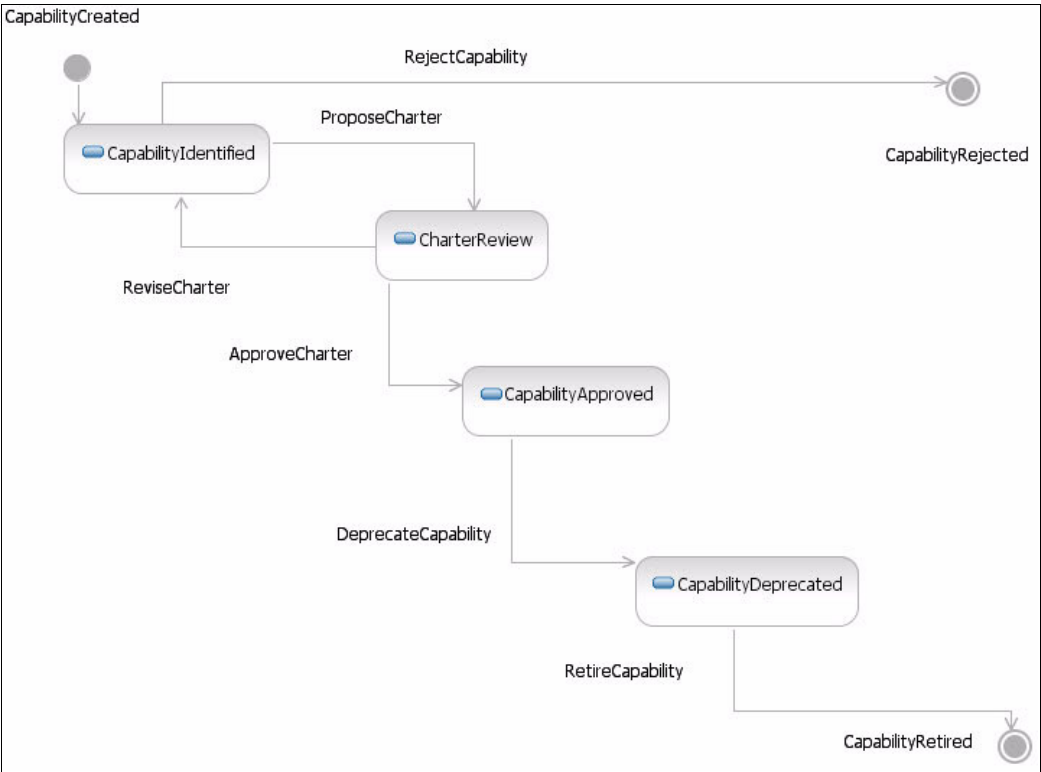 CapabilityCreated
RejectCapability
ProposeCharter
CapabilityIdentified
CapabilityRejected
CharterReview
ReviseCharter
ApproveCharter
CapabilityApproved
DeprecateCapability
CapabilityDeprecated
RetireCapability
CapabilityRetired